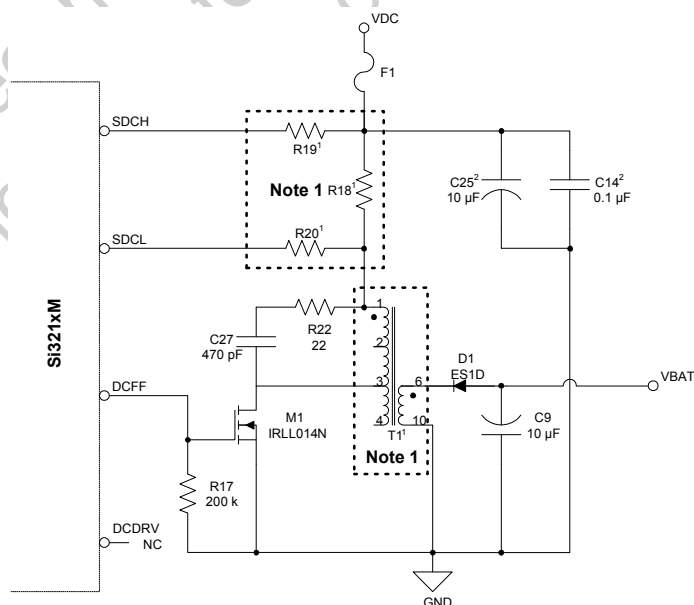 VDC
F1
SDCH
R19¹
Note 1
R18¹
C25²
10 µF
C14²
0.1 µF
SDCL
R20¹
Si321xM
1
2
3
4
R22
22
C27
470 pF
6
10
T1¹
Note 1
D1
ES1D
VBAT
DCFF
M1
IRLL014N
C9
10 µF
R17
200 k
DCDRV
NC
GND